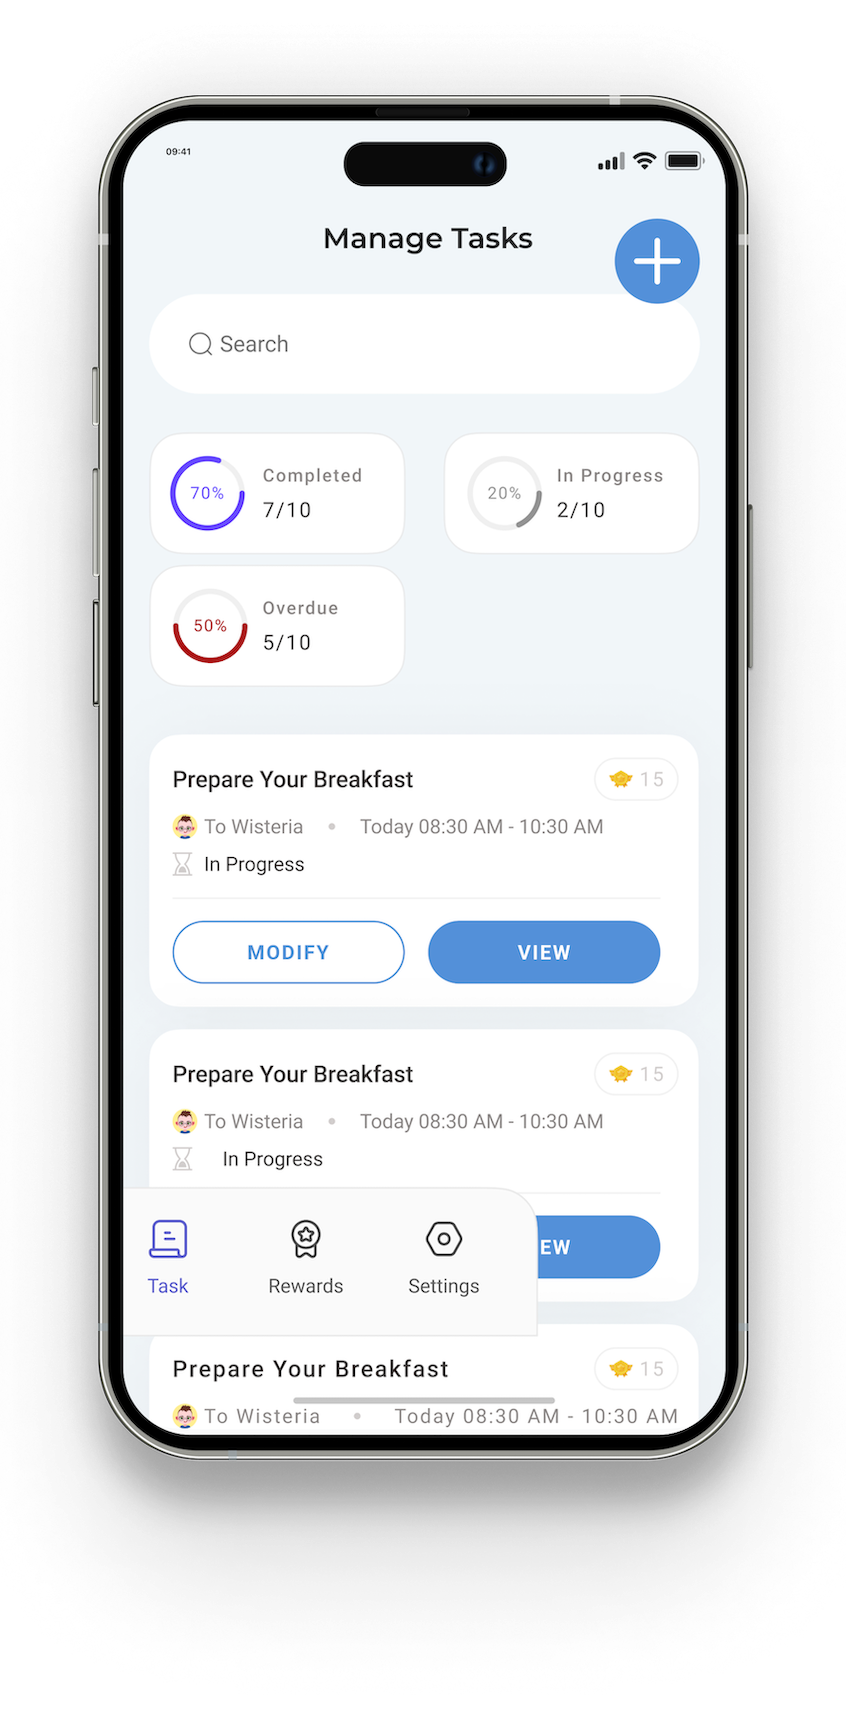 09:41
Manage Tasks
Search
70%
Completed
7/10
20%
In Progress
2/10
50%
Overdue
5/10
Prepare Your Breakfast
15
To Wisteria • Today 08:30 AM - 10:30 AM
In Progress
MODIFY
VIEW
Prepare Your Breakfast
15
To Wisteria • Today 08:30 AM - 10:30 AM
In Progress
EW
Task
Rewards
Settings
Prepare Your Breakfast
15
To Wisteria • Today 08:30 AM - 10:30 AM